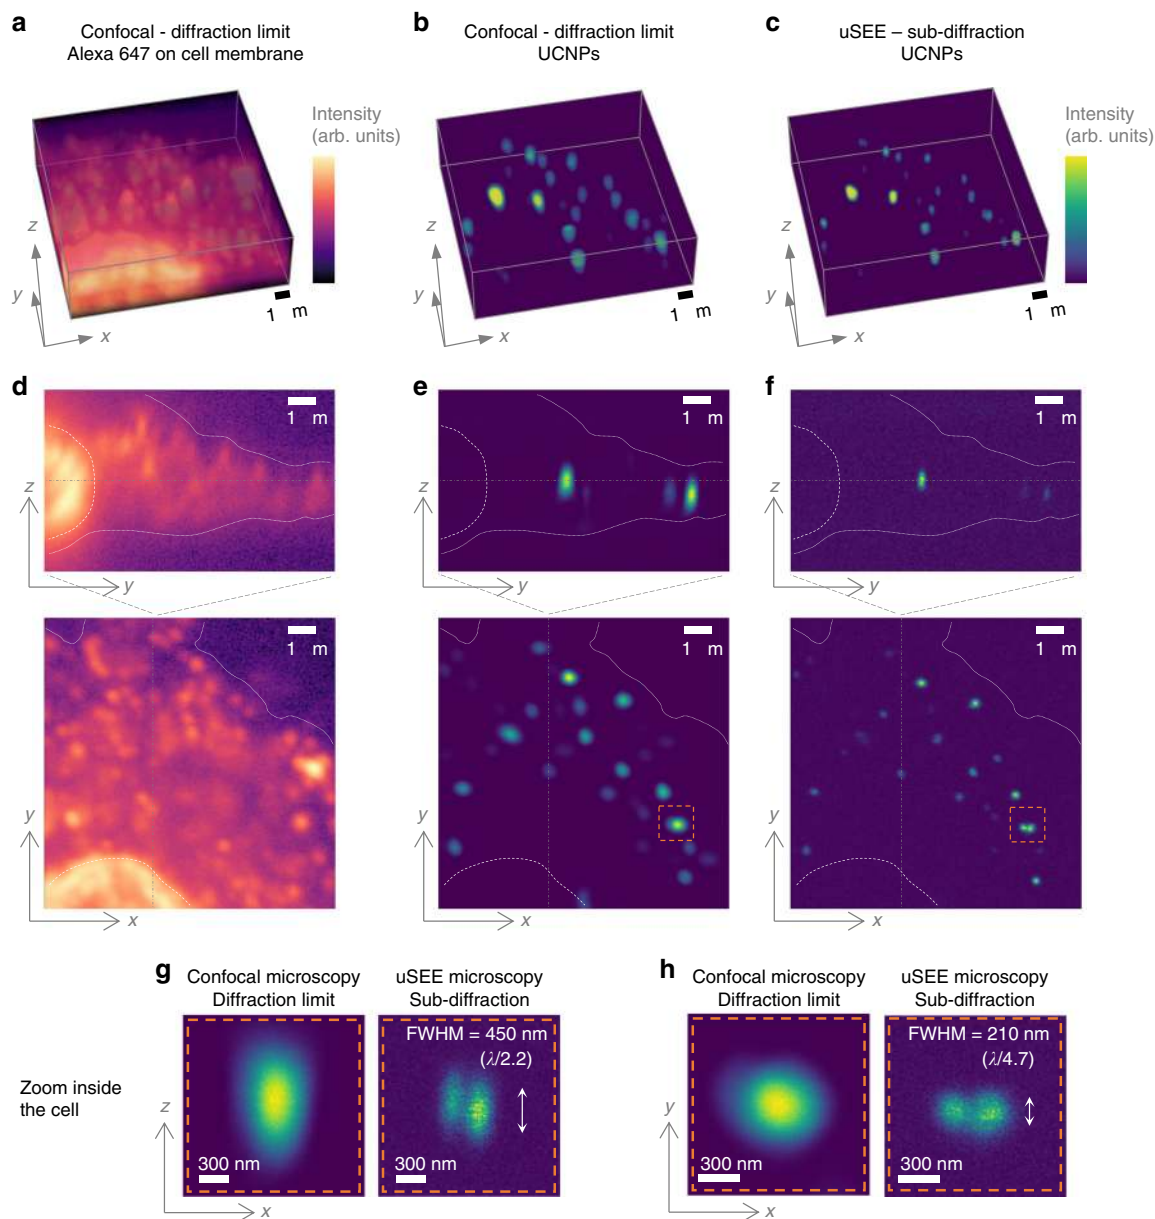 a
Confocal - diffraction limit
Alexa 647 on cell membrane
Intensity
(arb. units)
z
y
x
1 m
b
Confocal - diffraction limit
UCNPs
z
y
x
1 m
c
uSEE – sub-diffraction
UCNPs
Intensity
(arb. units)
z
y
x
1 m
d
1 m
z
y
1 m
y
x
e
1 m
z
y
1 m
y
x
f
1 m
z
y
1 m
y
x
Zoom inside
the cell
g
Confocal microscopy
Diffraction limit
300 nm
z
x
uSEE microscopy
Sub-diffraction
FWHM = 450 nm
(λ/2.2)
300 nm
h
Confocal microscopy
Diffraction limit
300 nm
y
x
uSEE microscopy
Sub-diffraction
FWHM = 210 nm
(λ/4.7)
300 nm